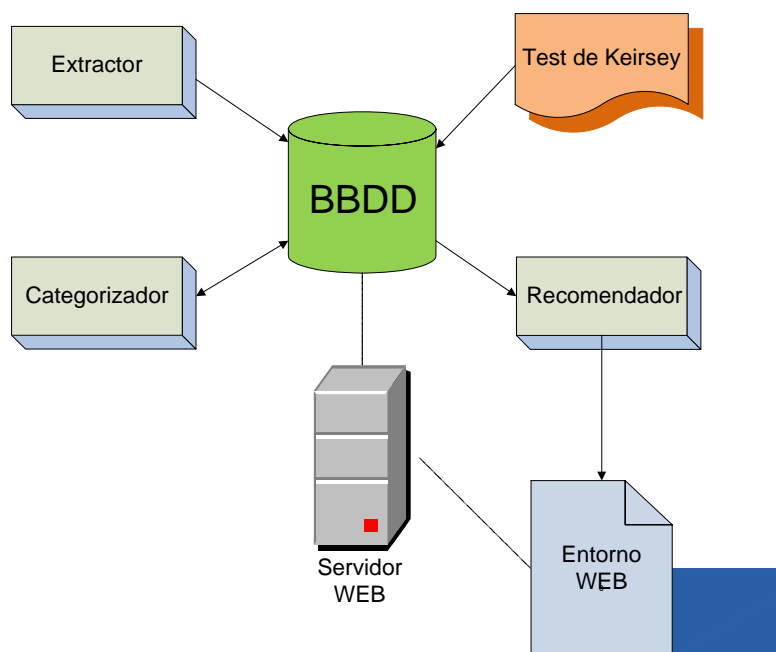 Extractor
Test de Keirsey
BBDD
Categorizador
Recomendador
Servidor
WEB
Entorno
WEB